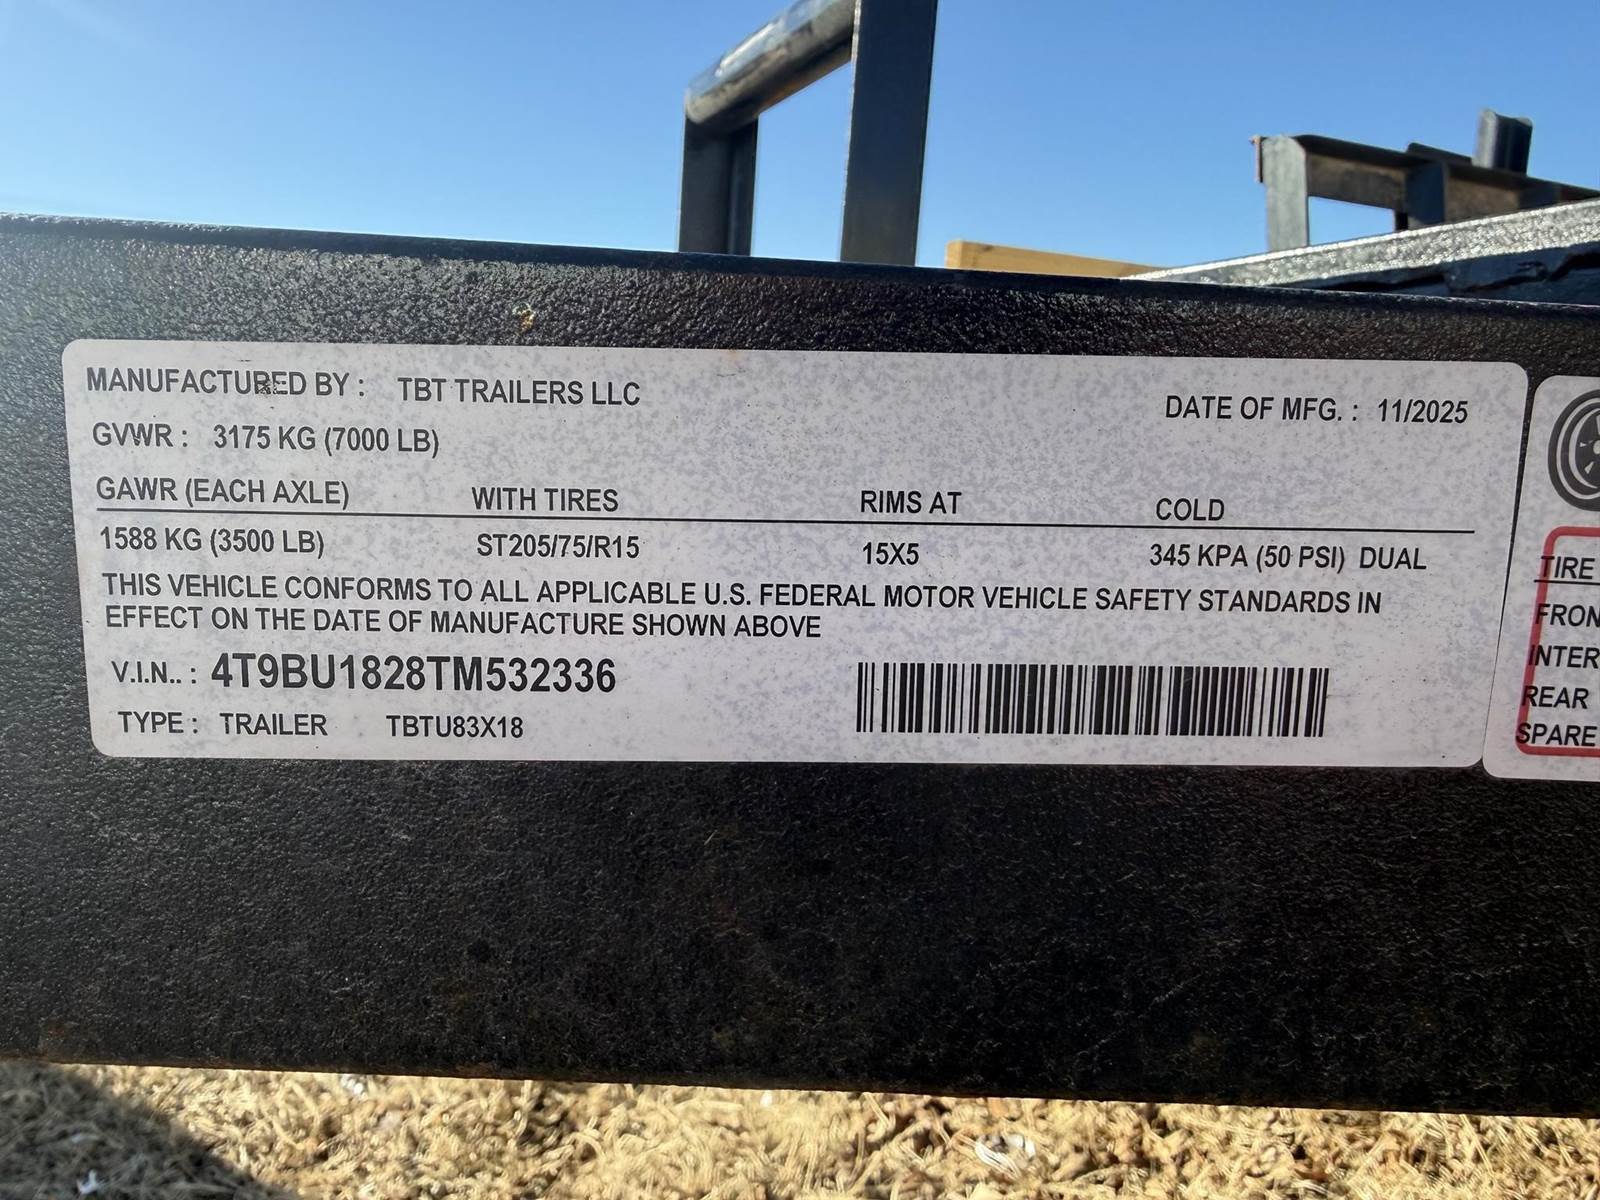 MANUFACTURED BY : TBT TRAILERS LLC DATE OF MFG. : 11/2025
GVWR : 3175 KG (7000 LB)
GAWR (EACH AXLE) WITH TIRES RIMS AT COLD
1588 KG (3500 LB) ST205/75/R15 15X5 345 KPA (50 PSI) DUAL
THIS VEHICLE CONFORMS TO ALL APPLICABLE U.S. FEDERAL MOTOR VEHICLE SAFETY STANDARDS IN
EFFECT ON THE DATE OF MANUFACTURE SHOWN ABOVE
V.I.N.. : 4T9BU1828TM532336
TYPE : TRAILER TBTU83X18
TIRE
FRON
INTER
REAR
SPARE